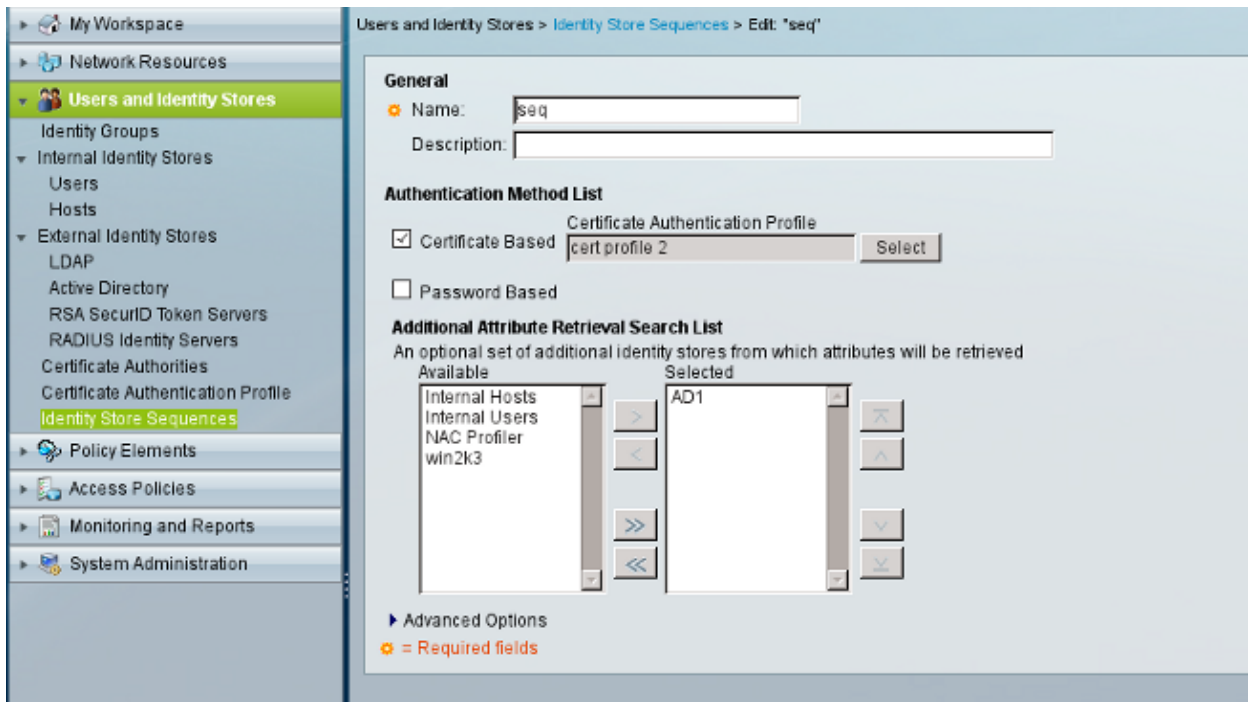 My Workspace
Network Resources
Users and Identity Stores
Identity Groups
Internal Identity Stores
Users
Hosts
External Identity Stores
LDAP
Active Directory
RSA SecurID Token Servers
RADIUS Identity Servers
Certificate Authorities
Certificate Authentication Profile
Identity Store Sequences
Policy Elements
Access Policies
Monitoring and Reports
System Administration
Users and Identity Stores > Identity Store Sequences > Edit: "seq"
General
Name: seq
Description:
Authentication Method List
Certificate Authentication Profile
Certificate Based cert profile 2 Select
Password Based
Additional Attribute Retrieval Search List
An optional set of additional identity stores from which attributes will be retrieved
Available Selected
Internal Hosts AD1
Internal Users
NAC Profiler
win2k3
Advanced Options
= Required fields